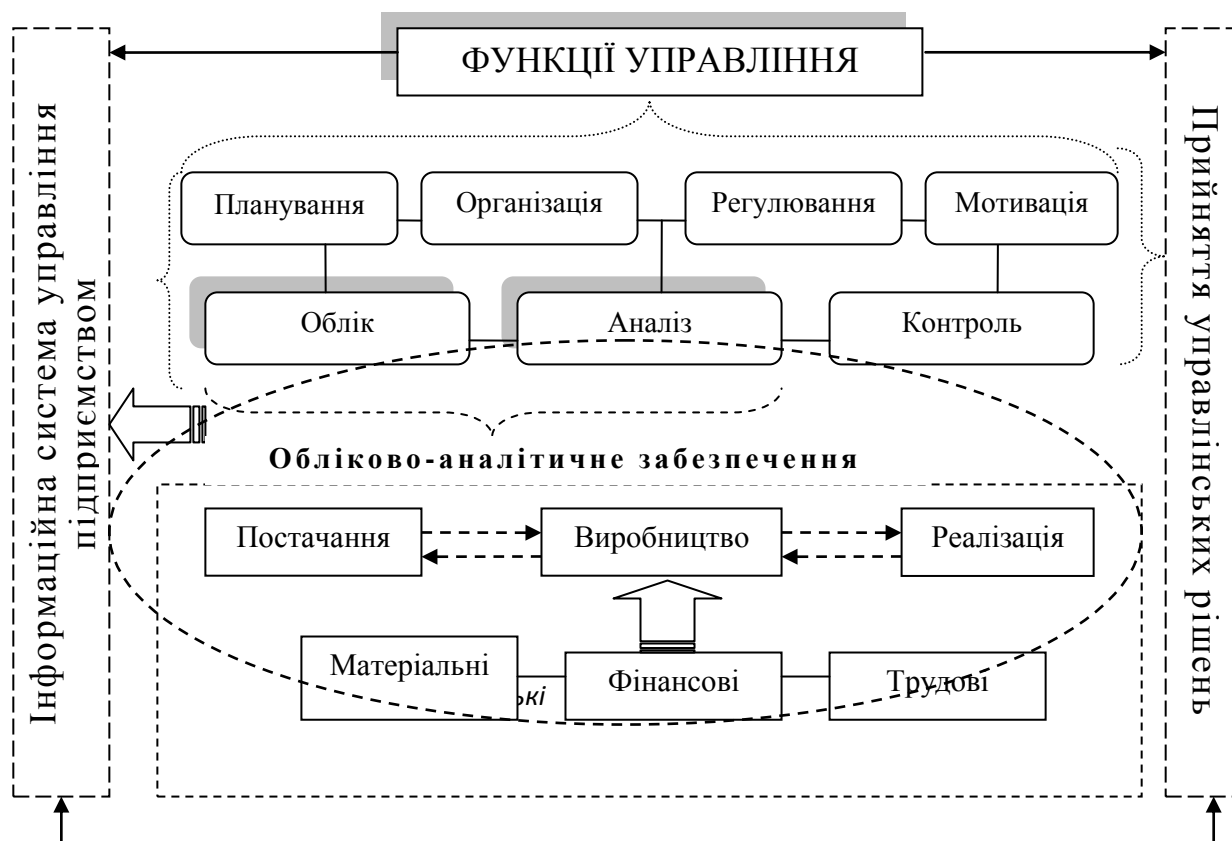 ФУНКЦІЇ УПРАВЛІННЯ
Інформаційна система управління
підприємством
Планування
Організація
Регулювання
Мотивація
Облік
Аналіз
Контроль
Обліково-аналітичне забезпечення
Постачання
Виробництво
Реалізація
Матеріальні
Фінансові
Трудові
Прийняття управлінських рішень